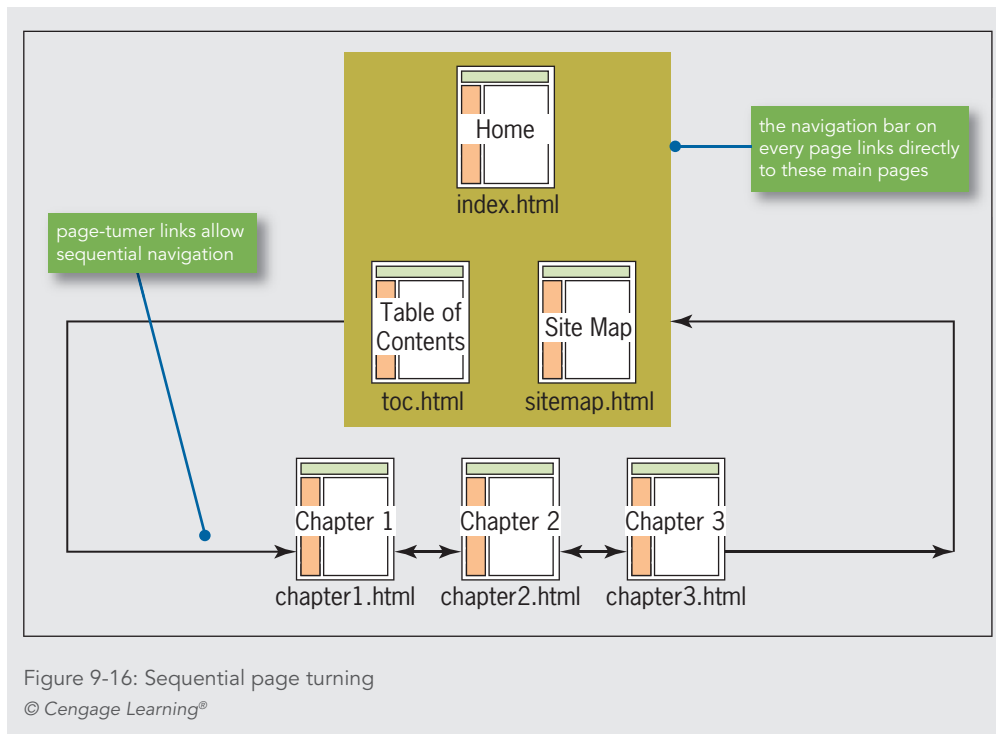 Home
index.html
the navigation bar on
every page links directly
to these main pages
page-tumer links allow
sequential navigation
Table of
Contents
toc.html
Site Map
sitemap.html
Chapter 1
chapter1.html
Chapter 2
chapter2.html
Chapter 3
chapter3.html
Figure 9-16: Sequential page turning
© Cengage Learning®